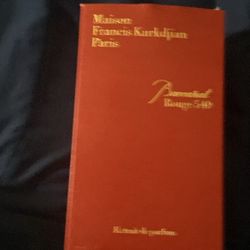 Maison
Francis Kurkdjian
Paris
Baccarat
Rouge 540
Extrait de parfum